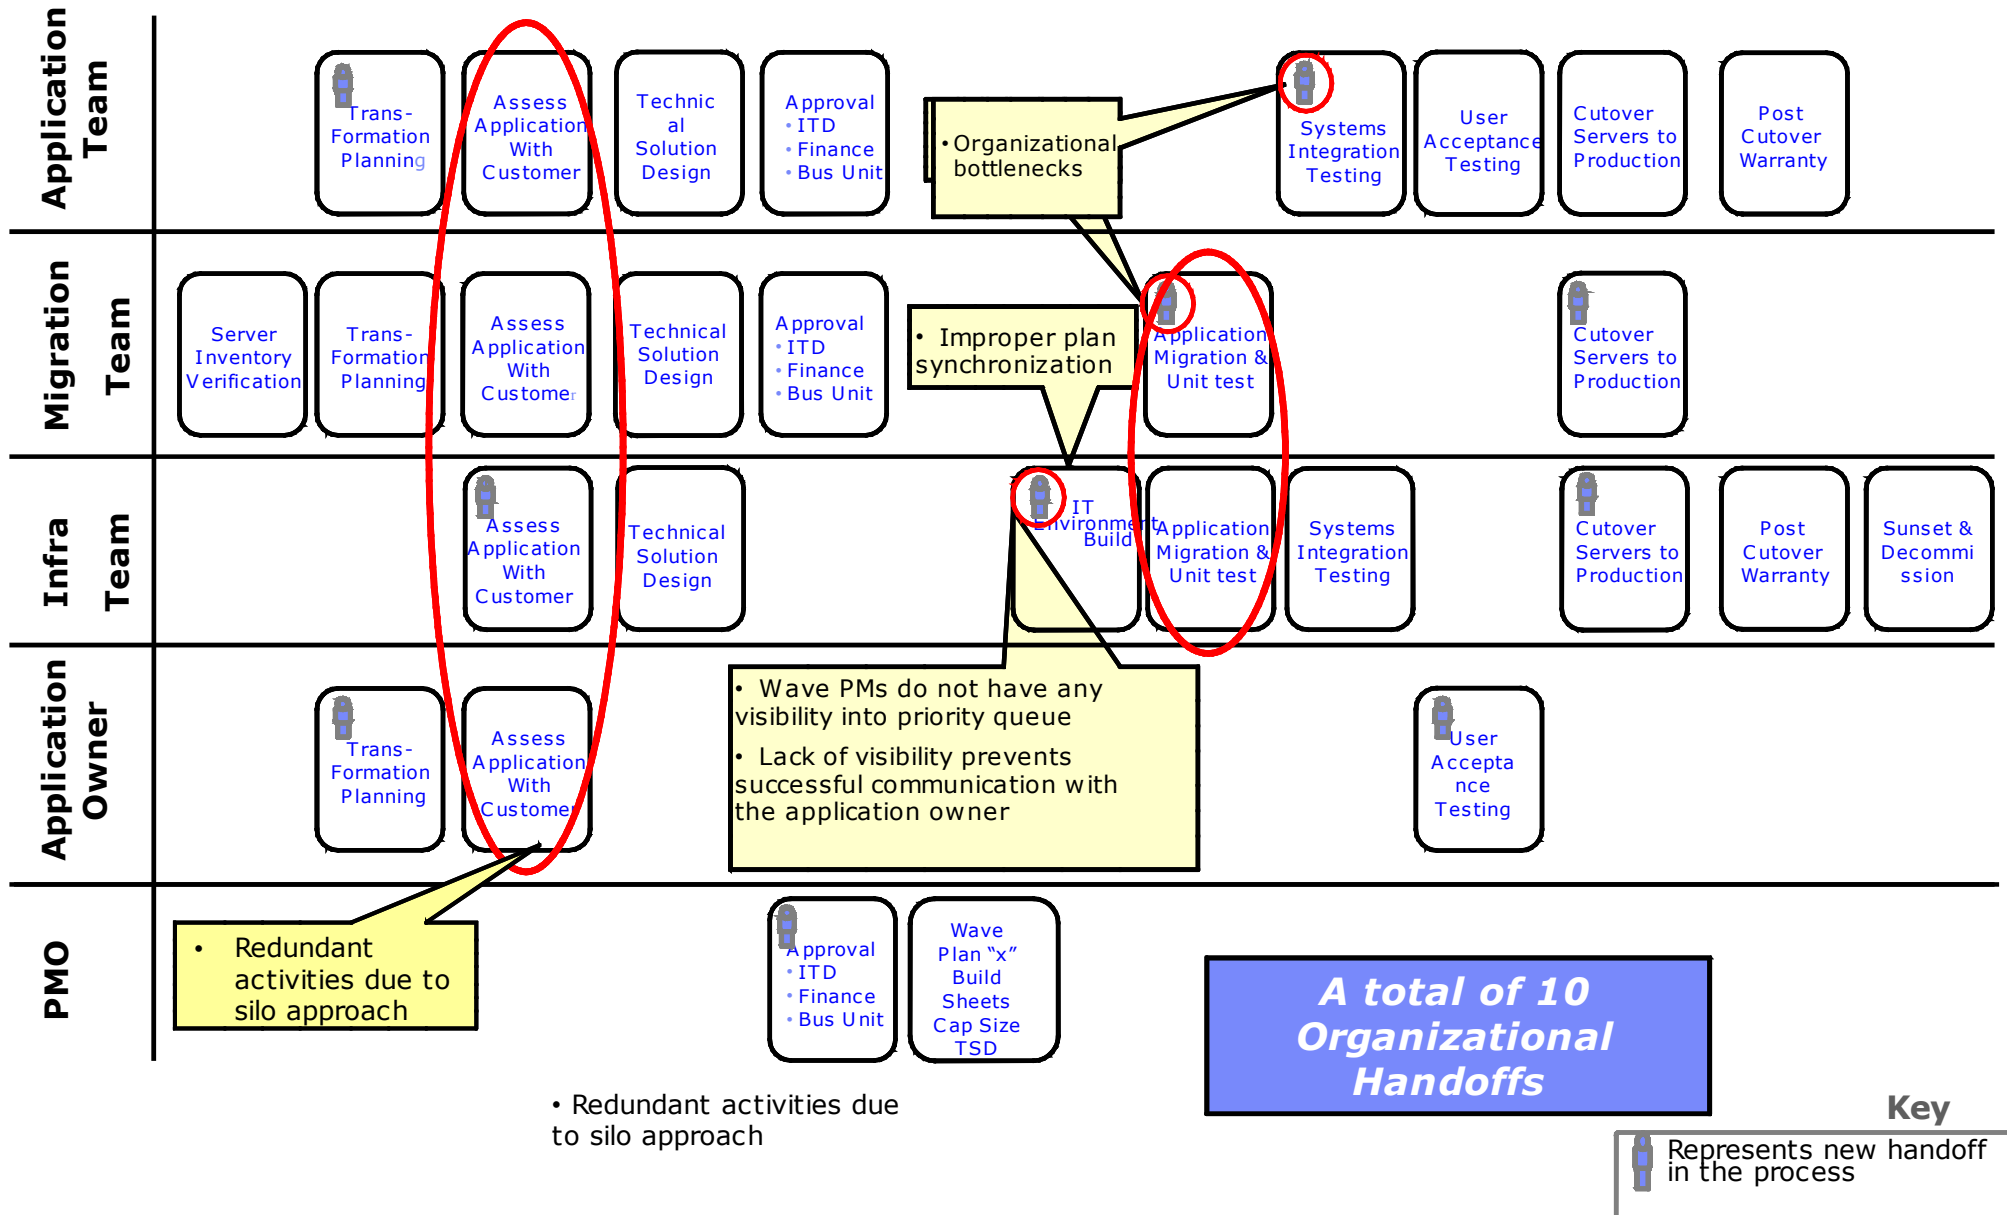 Application
Team
Trans-
Formation
Planning
Assess
Application
With
Customer
Technic
al
Solution
Design
Approval
• ITD
• Finance
• Bus Unit
• Organizational
bottlenecks
Systems
Integration
Testing
User
Acceptance
Testing
Cutover
Servers to
Production
Post
Cutover
Warranty
Migration
Team
Server
Inventory
Verification
Trans-
Formation
Planning
Assess
Application
With
Customer
Technical
Solution
Design
Approval
• ITD
• Finance
• Bus Unit
• Improper plan
synchronization
Application
Migration &
Unit test
Cutover
Servers to
Production
Infra
Team
Assess
Application
With
Customer
Technical
Solution
Design
IT
Environment
Build
Application
Migration &
Unit test
Systems
Integration
Testing
Cutover
Servers to
Production
Post
Cutover
Warranty
Sunset &
Decommi
ssion
Application
Owner
Trans-
Formation
Planning
Assess
Application
With
Customer
• Wave PMs do not have any
visibility into priority queue
• Lack of visibility prevents
successful communication with
the application owner
User
Accepta
nce
Testing
PMO
• Redundant
activities due to
silo approach
Approval
• ITD
• Finance
• Bus Unit
Wave
Plan “x”
Build
Sheets
Cap Size
TSD
A total of 10
Organizational
Handoffs
• Redundant activities due
to silo approach
Key
Represents new handoff
in the process